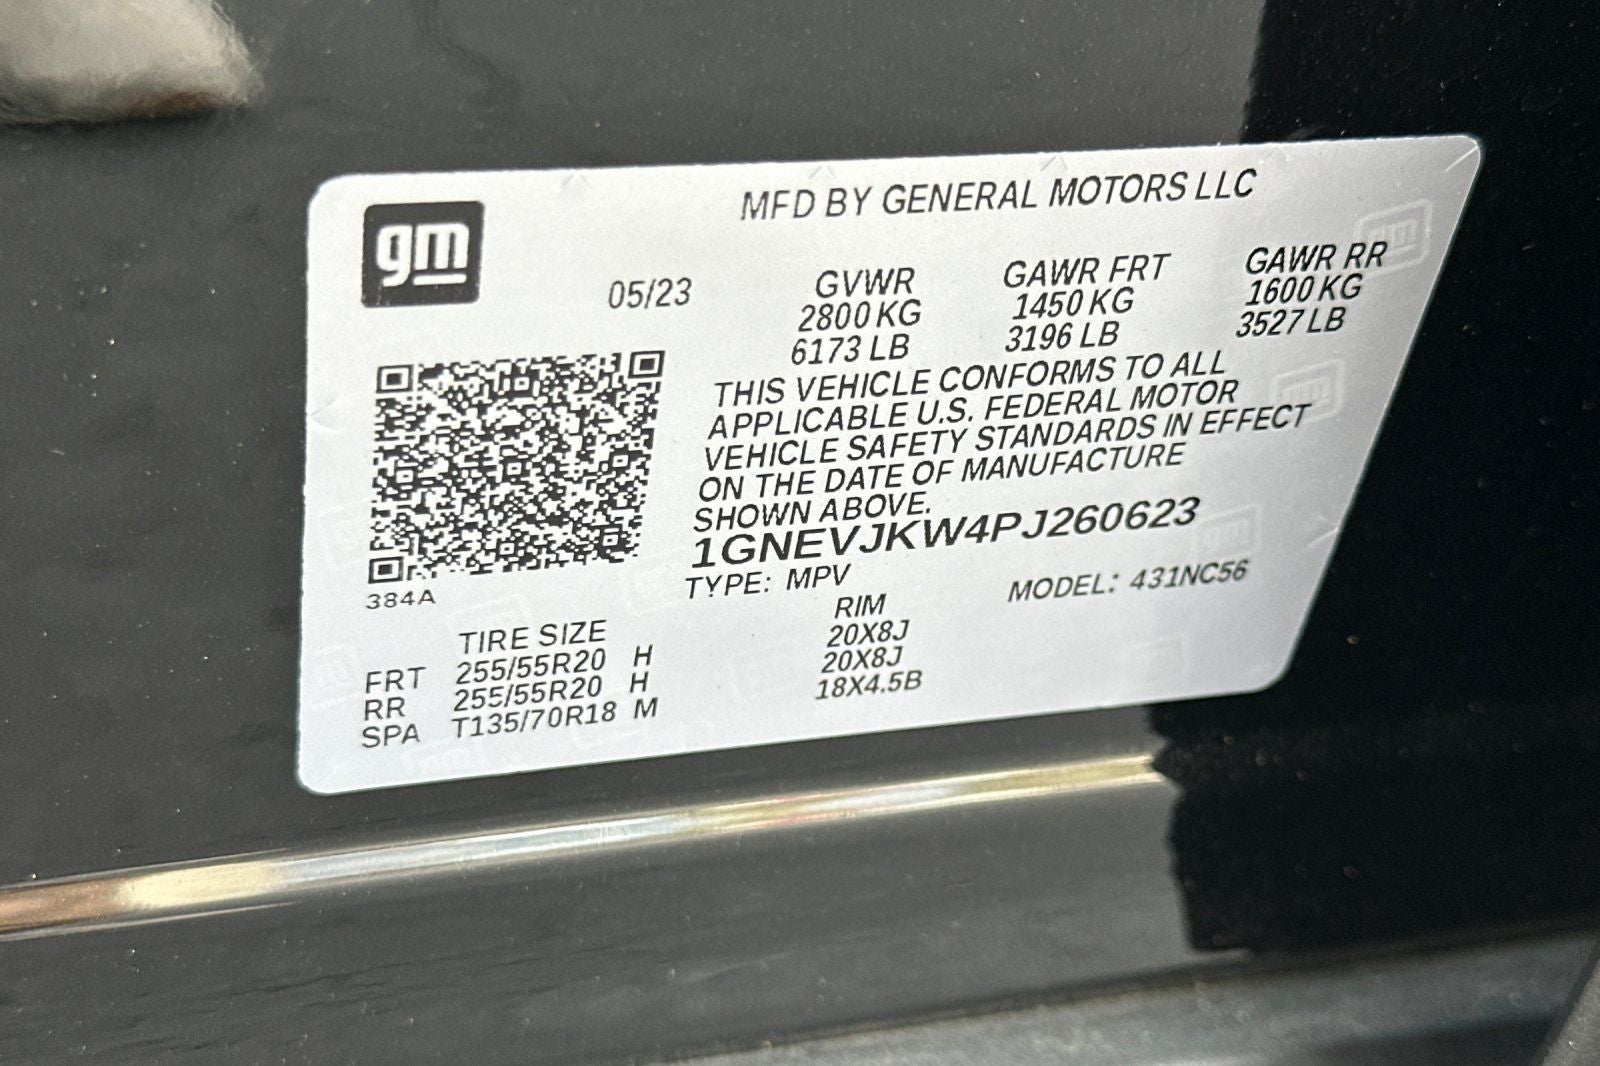 gm
MFD BY GENERAL MOTORS LLC
05/23 GVWR GAWR FRT GAWR RR
2800 KG 1450 KG 1600 KG
6173 LB 3196 LB 3527 LB
THIS VEHICLE CONFORMS TO ALL
APPLICABLE U.S. FEDERAL MOTOR
VEHICLE SAFETY STANDARDS IN EFFECT
ON THE DATE OF MANUFACTURE
SHOWN ABOVE.
1GNEVJKW4PJ260623
TYPE: MPV MODEL: 431NC56
384A
TIRE SIZE RIM
FRT 255/55R20 H 20X8J
RR 255/55R20 H 20X8J
SPA T135/70R18 M 18X4.5B